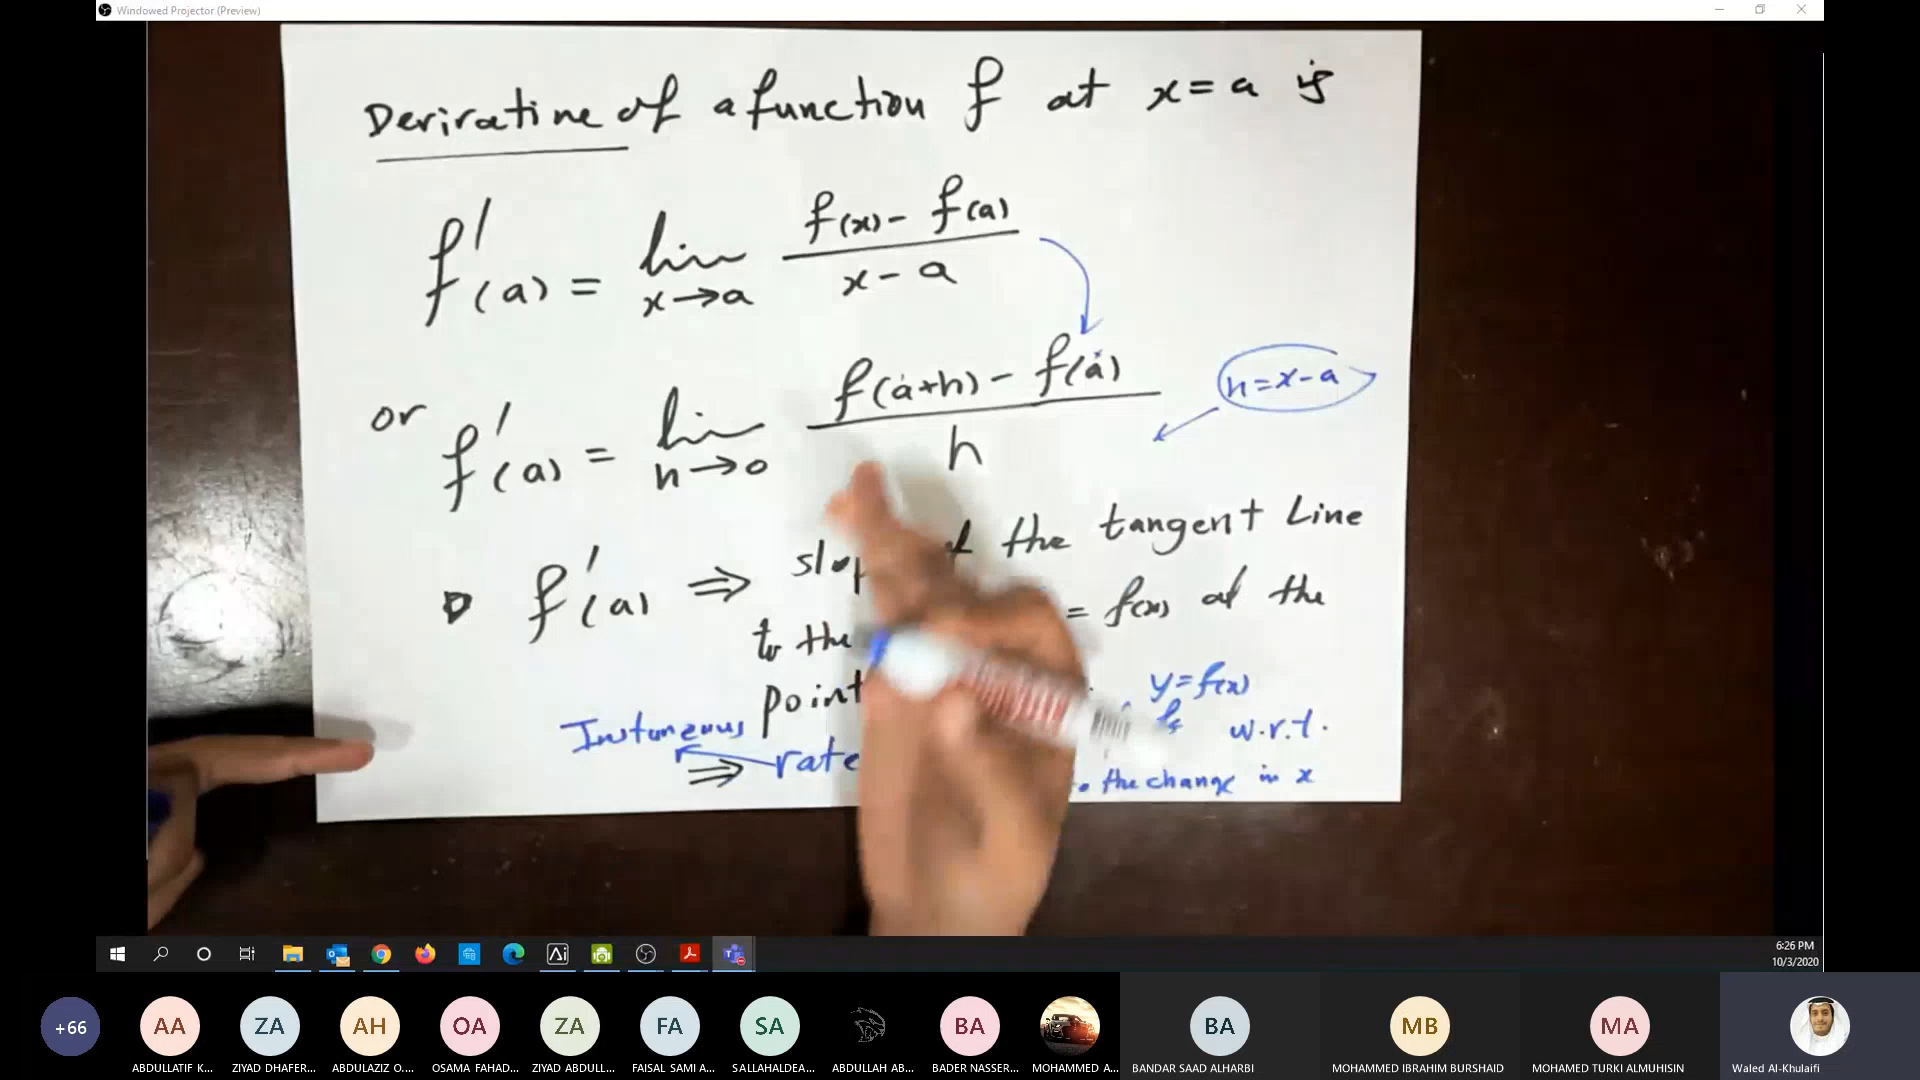 Windowed Projector (Preview)
Derivative of a function f at x = a is
f'(a) = lim x→a f(x) - f(a) / x - a
or f'(a) = lim h→0 f(a+h) - f(a) / h
h = x - a
f'(a) ⇒ the tangent Line
to the = f(x) at the
point
y = f(x)
Instaneous
w.r.t.
⇒ rate the change in x
6:26 PM
10/3/2020
+66
AA
ZA
AH
OA
ZA
FA
SA
BA
BA
MB
MA
ABDULLATIF K...
ZIYAD DHAFER...
ABDULAZIZ O....
OSAMA FAHAD...
ZIYAD ABDULL...
FAISAL SAMI A...
SALLAHALDEA...
ABDULLAH AB...
BADER NASSER...
MOHAMMED A...
BANDAR SAAD ALHARBI
MOHAMMED IBRAHIM BURSHAID
MOHAMED TURKI ALMUHISIN
Waled Al-Khulaifi